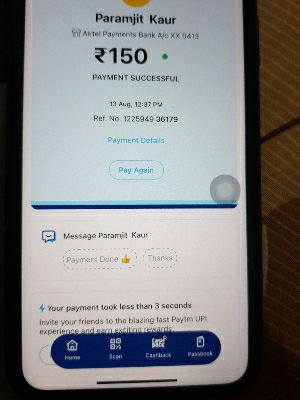 Paramjit Kaur
Airtel Payments Bank A/c XX 0413
₹150
PAYMENT SUCCESSFUL
13 Aug, 12:37 PM
Ref. No. 1225949 36179
Payment Details
Pay Again
Message Paramjit Kaur
Payment Done 👍
Thanks
Your payment took less than 3 seconds
Invite your friends to the blazing fast Paytm UPI
experience and earn exciting rewards
Home
Scan
Cashback
Passbook